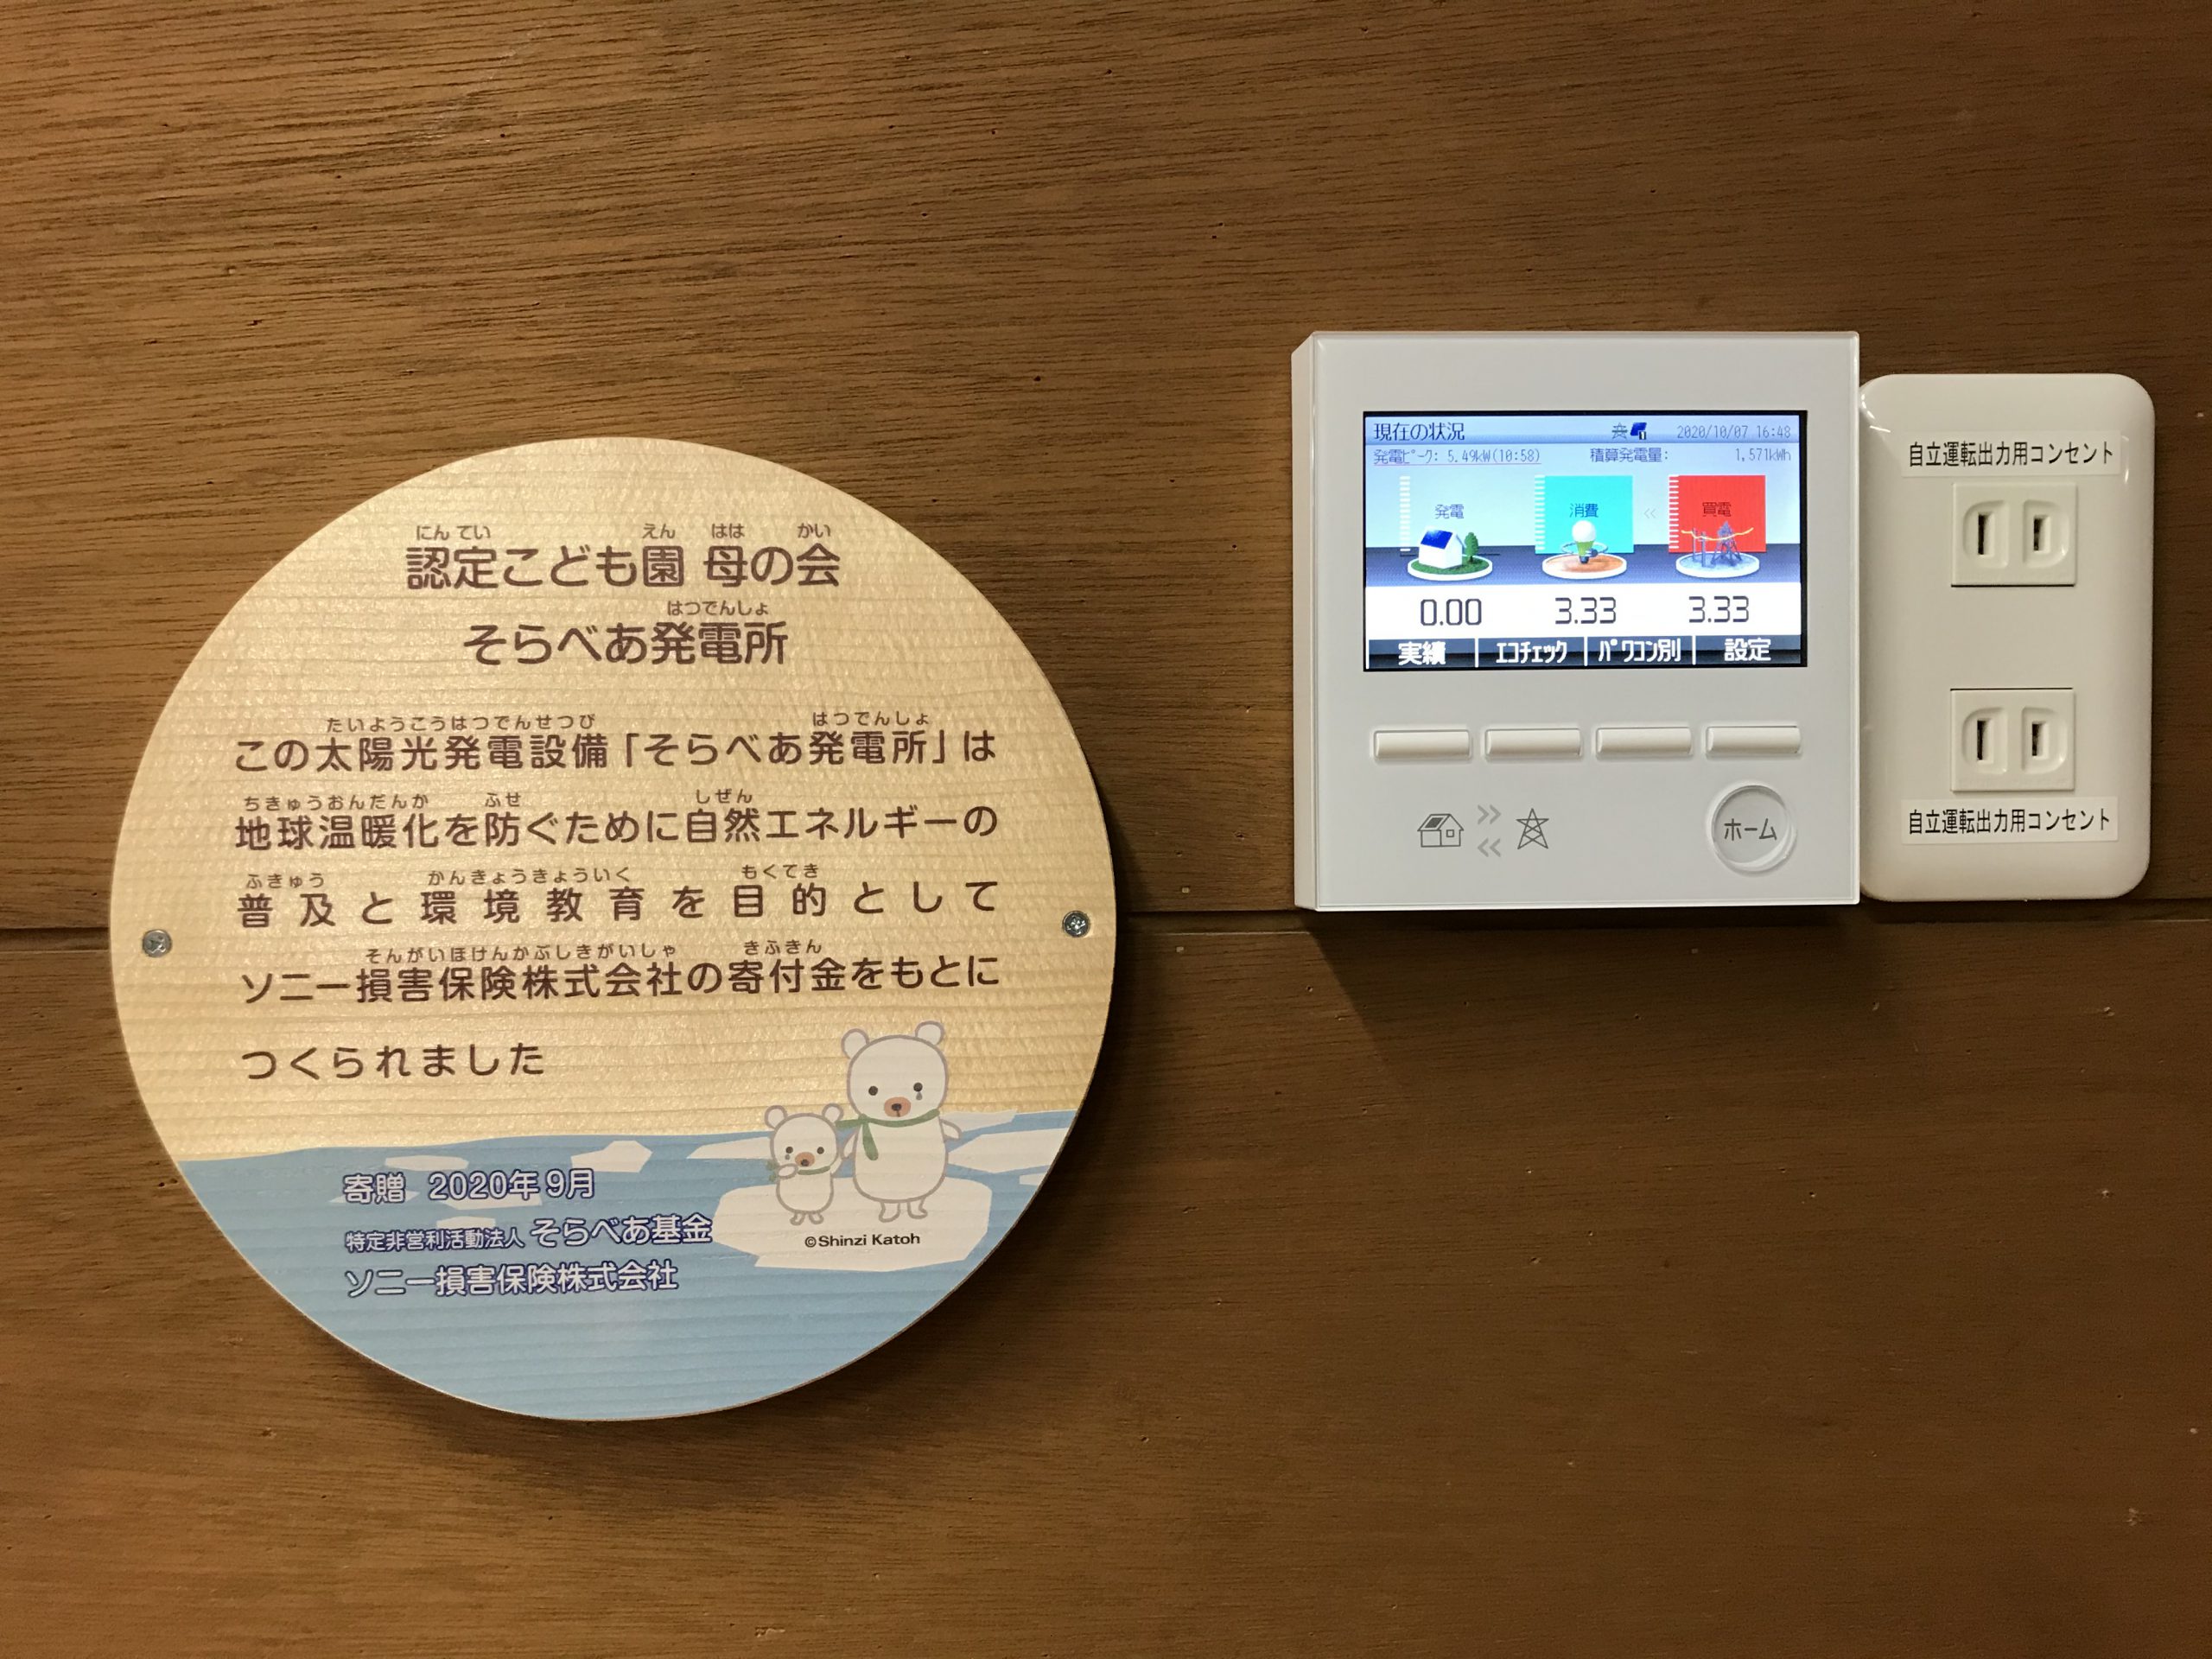 にんてい えん はは かい
認定こども園 母の会
はつでんしょ
そらべあ発電所
たいようこうはつでんせつび はつでんしょ
この太陽光発電設備「そらべあ発電所」は
ちきゅうおんだんか ふせ しぜん
地球温暖化を防ぐために自然エネルギーの
ふきゅう かんきょうきょういく もくてき
普及と環境教育を目的として
そんがいほけんかぶしきがいしゃ きふきん
ソニー損害保険株式会社の寄付金をもとに
つくられました
寄贈 2020年9月
特定非営利活動法人 そらべあ基金
ソニー損害保険株式会社
©Shinzi Katoh
現在の状況 2020/10/07 16:48
発電ピーク: 5.49kW(10:58) 積算発電量: 1,571kWh
発電 消費 買電
0.00 3.33 3.33
実績 エコチェック パワコン別 設定
ホーム
自立運転出力用コンセント
自立運転出力用コンセント